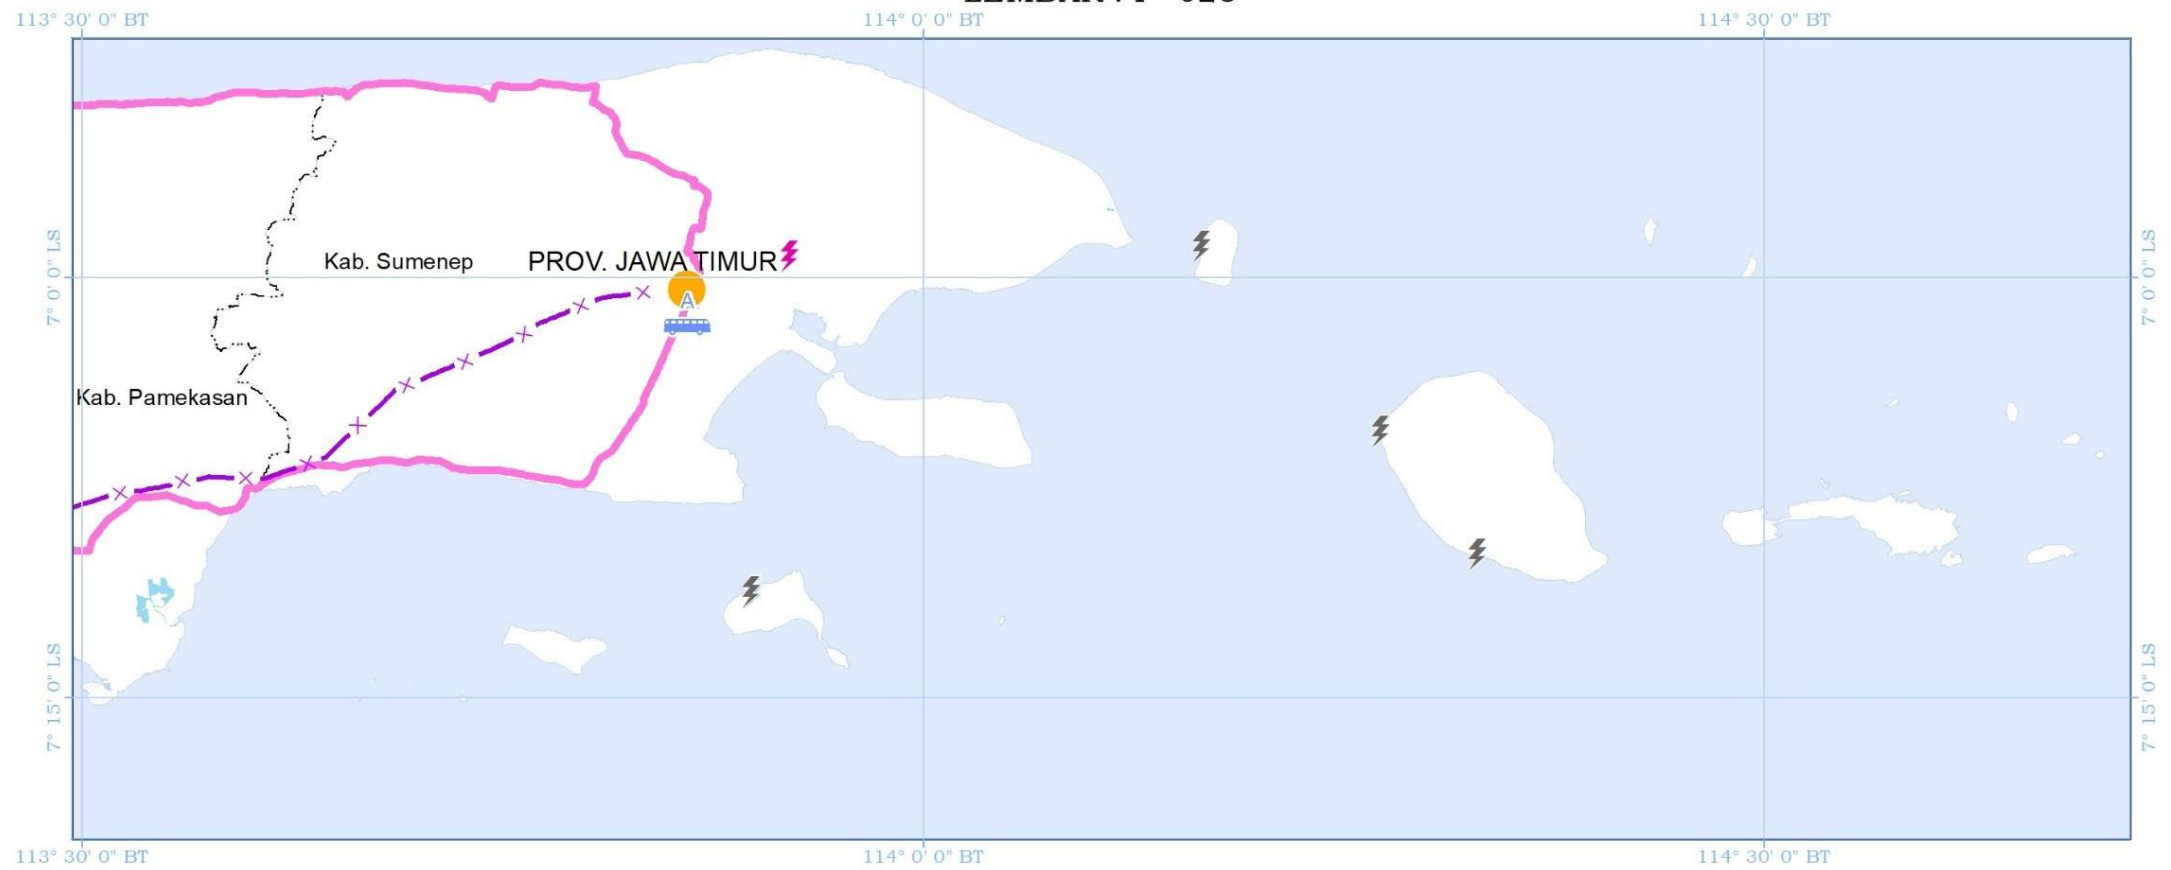 113° 30' 0" BT
114° 0' 0" BT
114° 30' 0" BT
7° 0' 0" LS
7° 0' 0" LS
Kab. Sumenep
PROV. JAWA TIMUR
A
Kab. Pamekasan
7° 15' 0" LS
7° 15' 0" LS
113° 30' 0" BT
114° 0' 0" BT
114° 30' 0" BT